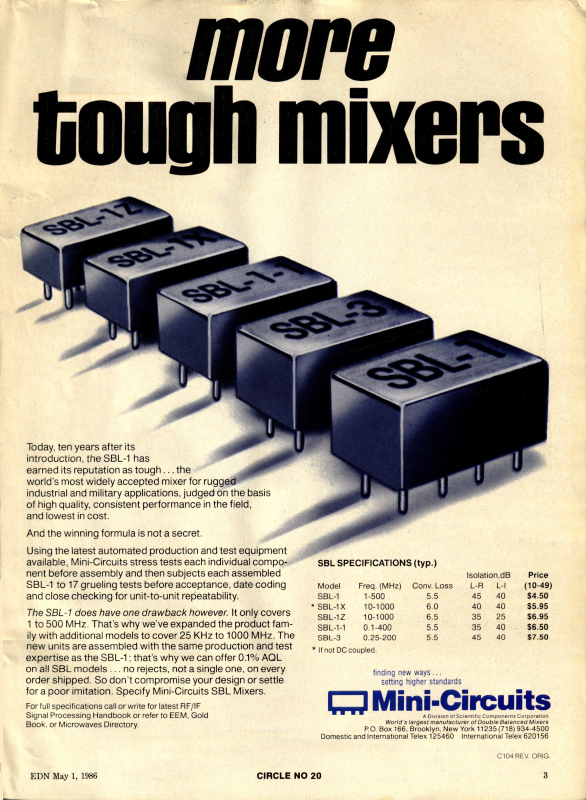 more
tough mixers
SBL-1Z
SBL-1X
SBL-1-1
SBL-3
SBL-1
Today, ten years after its
introduction, the SBL-1 has
earned its reputation as tough . . . the
world's most widely accepted mixer for rugged
industrial and military applications, judged on the basis
of high quality, consistent performance in the field,
and lowest in cost.
And the winning formula is not a secret.
Using the latest automated production and test equipment
available, Mini-Circuits stress tests each individual compo-
nent before assembly and then subjects each assembled
SBL-1 to 17 grueling tests before acceptance, date coding
and close checking for unit-to-unit repeatability.
The SBL-1 does have one drawback however. It only covers
1 to 500 MHz. That's why we've expanded the product fam-
ily with additional models to cover 25 KHz to 1000 MHz. The
new units are assembled with the same production and test
expertise as the SBL-1; that's why we can offer 0.1% AQL
on all SBL models . . . no rejects, not a single one, on every
order shipped. So don't compromise your design or settle
for a poor imitation. Specify Mini-Circuits SBL Mixers.
For full specifications call or write for latest RF/IF
Signal Processing Handbook or refer to EEM, Gold
Book, or Microwaves Directory.
SBL SPECIFICATIONS (typ.)
Isolation,dB Price
Model Freq. (MHz) Conv. Loss L-R L-I (10-49)
SBL-1 1-500 5.5 45 40 $4.50
* SBL-1X 10-1000 6.0 40 40 $5.95
SBL-1Z 10-1000 6.5 35 25 $6.95
SBL-1-1 0.1-400 5.5 35 40 $6.50
SBL-3 0.25-200 5.5 45 40 $7.50
* If not DC coupled.
finding new ways . . .
setting higher standards
Mini-Circuits
A Division of Scientific Components Corporation
World's largest manufacturer of Double Balanced Mixers
P.O. Box 166, Brooklyn, New York 11235 (718) 934-4500
Domestic and International Telex 125460 International Telex 620156
C104 REV. ORIG.
EDN May 1, 1986 CIRCLE NO 20 3